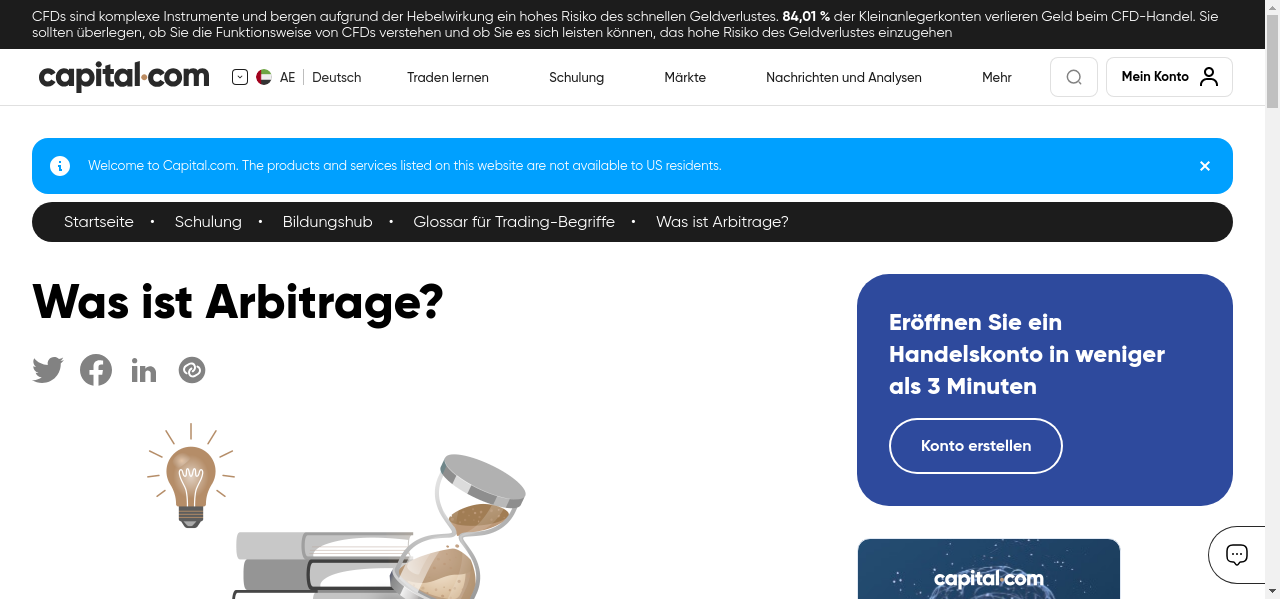 CFDs sind komplexe Instrumente und bergen aufgrund der Hebelwirkung ein hohes Risiko des schnellen Geldverlustes. 84,01 % der Kleinanlegerkonten verlieren Geld beim CFD-Handel. Sie
sollten überlegen, ob Sie die Funktionsweise von CFDs verstehen und ob Sie es sich leisten können, das hohe Risiko des Geldverlustes einzugehen
capital.com
AE
Deutsch
Traden lernen
Schulung
Märkte
Nachrichten und Analysen
Mehr
Mein Konto
Welcome to Capital.com. The products and services listed on this website are not available to US residents.
Startseite • Schulung • Bildungshub • Glossar für Trading-Begriffe • Was ist Arbitrage?
Was ist Arbitrage?
Eröffnen Sie ein
Handelskonto in weniger
als 3 Minuten
Konto erstellen
capital.com